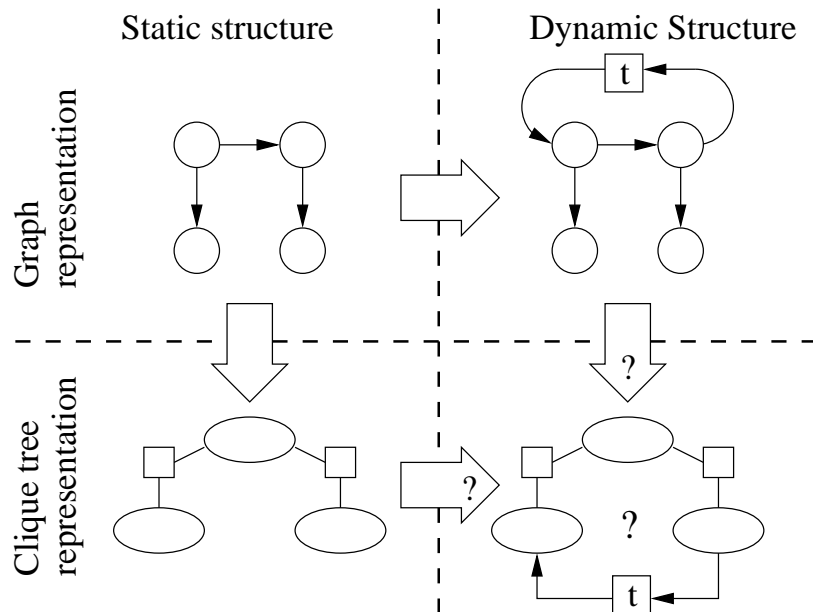 Static structure
Dynamic Structure
Graph
representation
t
?
Clique tree
representation
?
?
t